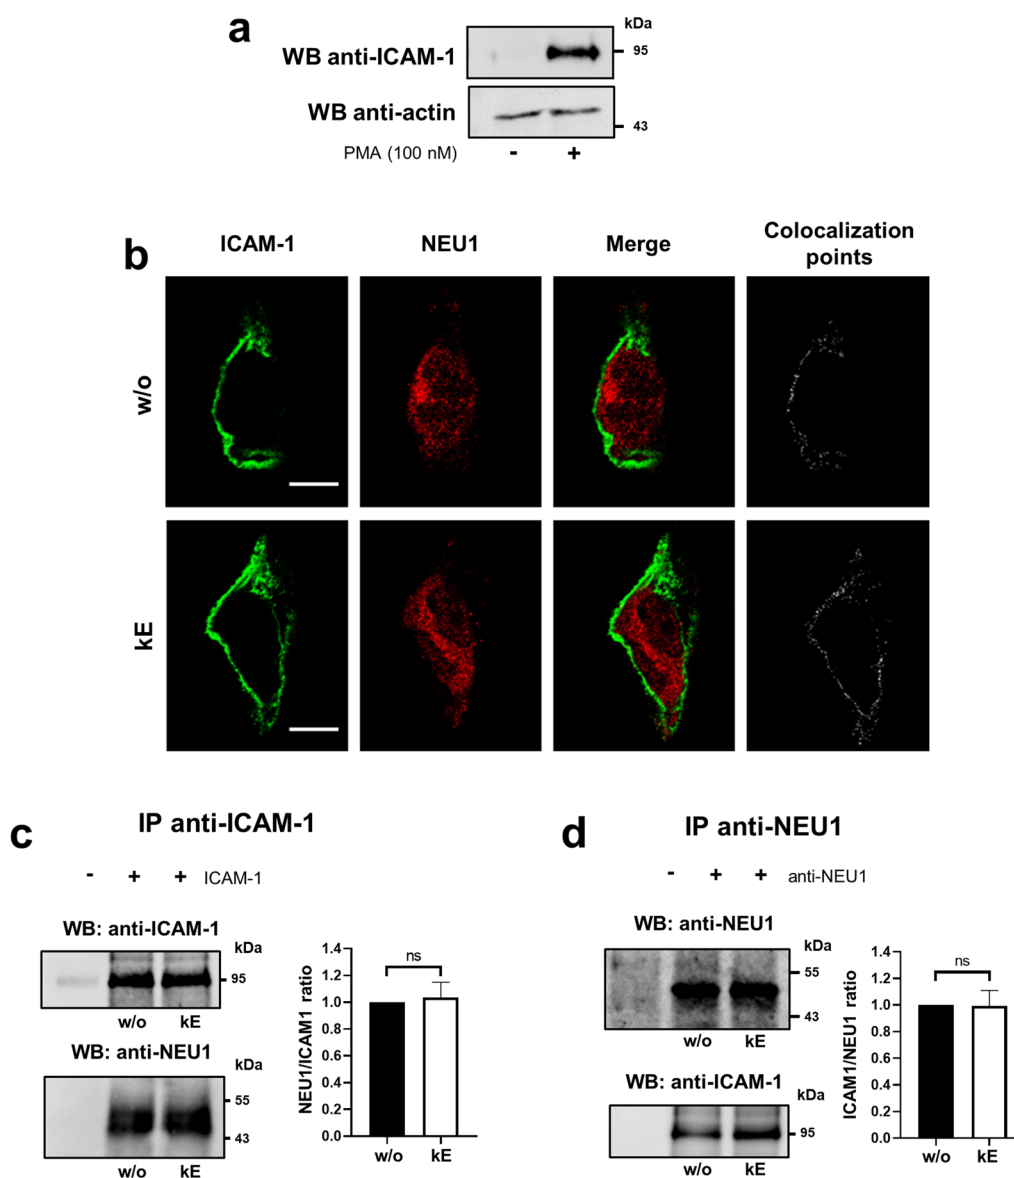 a
kDa
WB anti-ICAM-1
95
WB anti-actin
43
PMA (100 nM)
- +
b
ICAM-1 NEU1 Merge Colocalization
points
w/o
kE
c
IP anti-ICAM-1
- + + ICAM-1
WB: anti-ICAM-1
kDa
95
w/o kE
WB: anti-NEU1
kDa
55
43
w/o kE
NEU1/ICAM1 ratio
1.4
1.2
1.0
0.8
0.6
0.4
0.2
0.0
ns
w/o kE
d
IP anti-NEU1
- + + anti-NEU1
WB: anti-NEU1
kDa
55
43
w/o kE
WB: anti-ICAM-1
kDa
95
w/o kE
ICAM1/NEU1 ratio
1.4
1.2
1.0
0.8
0.6
0.4
0.2
0.0
ns
w/o kE